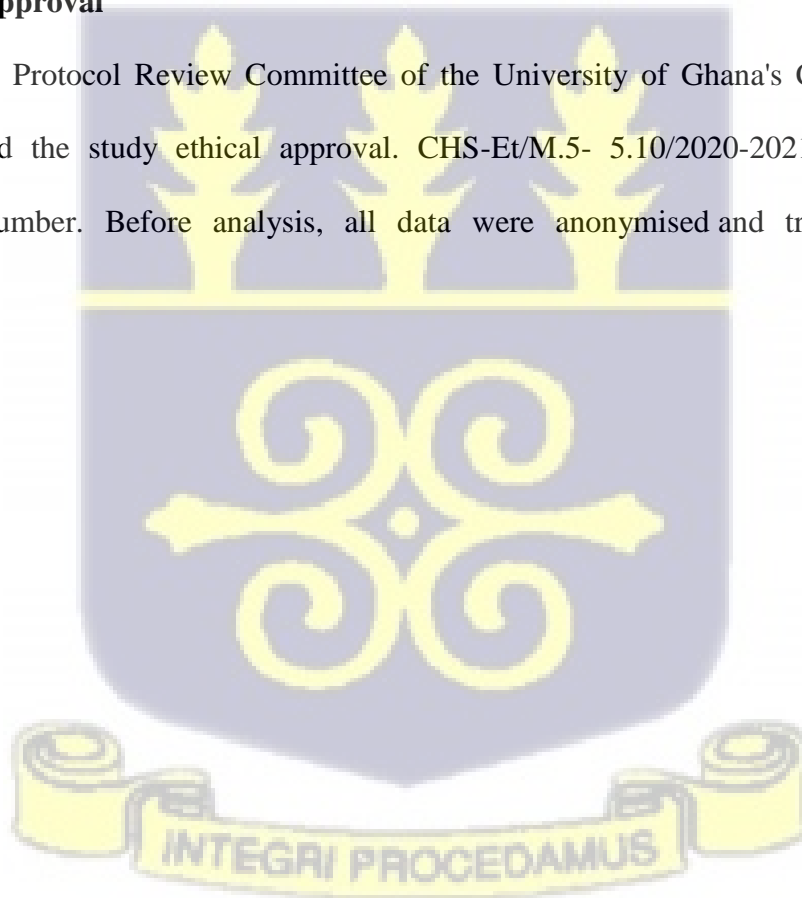 pproval
Protocol Review Committee of the University of Ghana's
d the study ethical approval. CHS-Et/M.5- 5.10/2020-2021
umber. Before analysis, all data were anonymised and tr
INTEGRI PROCEDAMUS